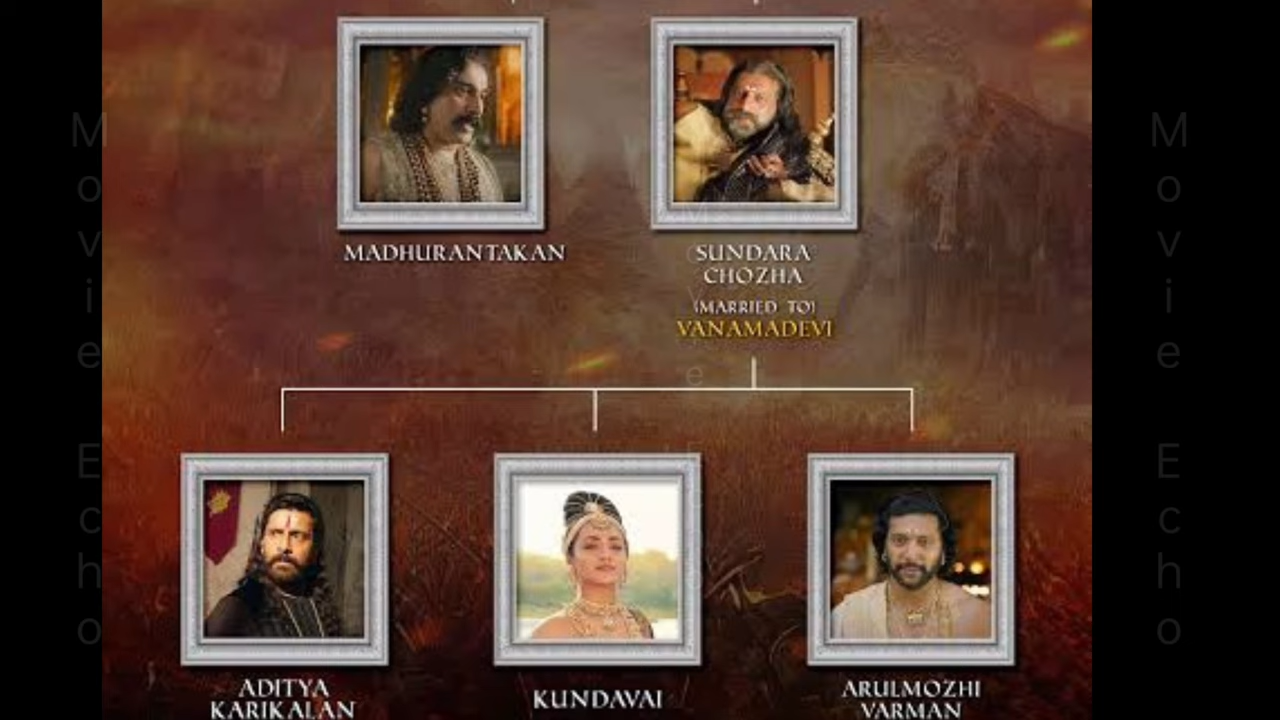 MADHURANTAKAN
SUNDARA
CHOZHA
(MARRIED TO)
VANAMADEVI
ADITYA
KARIKALAN
KUNDAVAI
ARULMOZHI
VARMAN
Movie Echo
Movie Echo